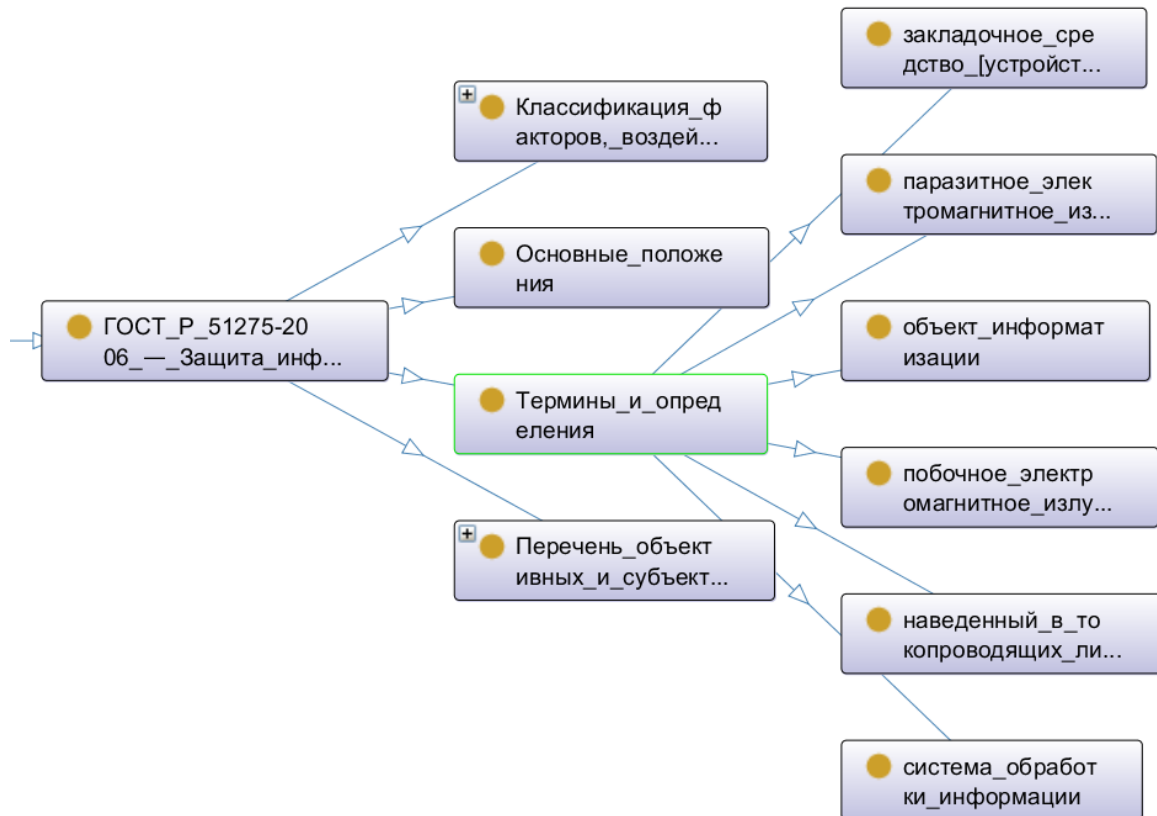 закладочное_сре
дство_[устройст...
Классификация_ф
акторов,_воздей...
паразитное_элек
тромагнитное_из...
Основные_положе
ния
ГОСТ_Р_51275-20
06_—_Защита_инф...
объект_информат
изации
Термины_и_опред
еления
побочное_электр
омагнитное_излу...
Перечень_объект
ивных_и_субъект...
наведенный_в_то
копроводящих_ли...
система_обработ
ки_информации